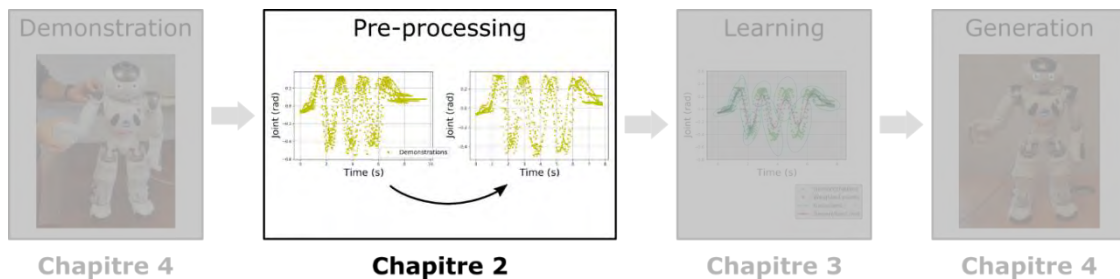 Demonstration
Pre-processing
Learning
Generation
Joint (rad)
Demonstrations
Time (s)
Joint (rad)
Time (s)
Joint (rad)
Time (s)
Chapitre 4
Chapitre 2
Chapitre 3
Chapitre 4